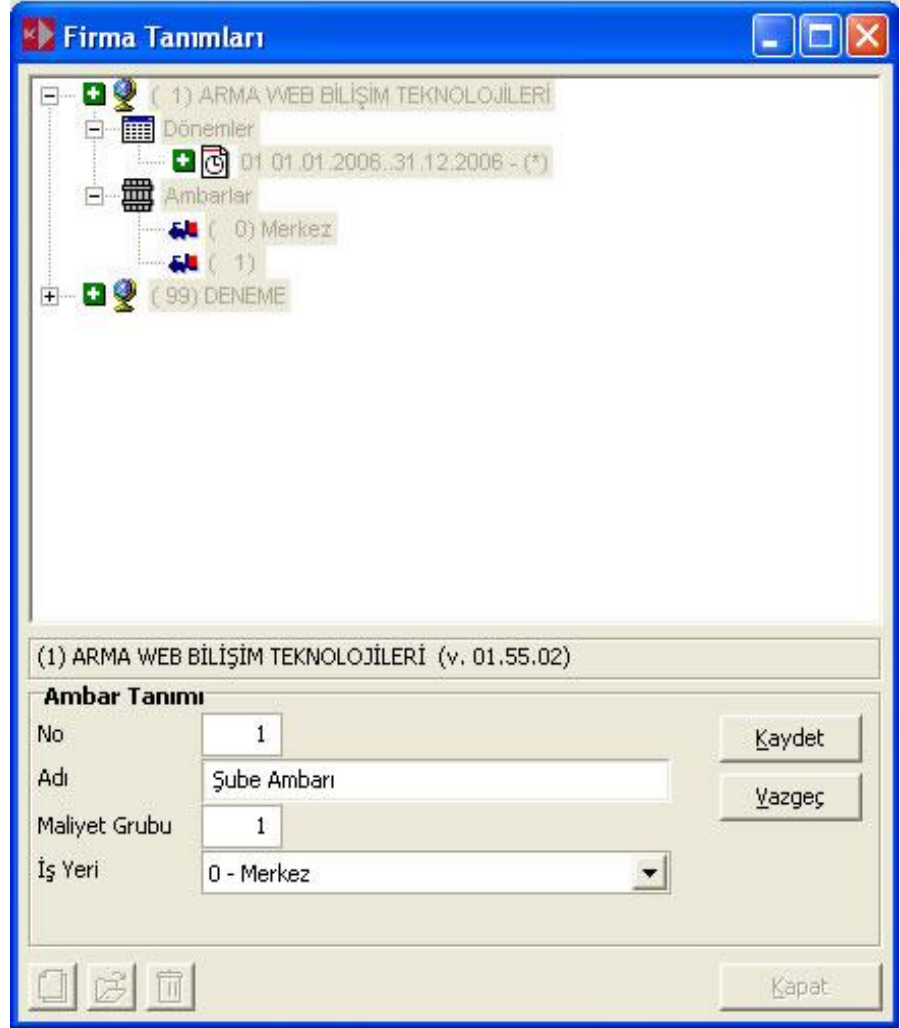 Firma Tanımları
( 1) ARMA WEB BİLİŞİM TEKNOLOJİLERİ
Dönemler
01 01.01.2006..31.12.2006 - (*)
Ambarlar
( 0) Merkez
( 1)
( 99) DENEME
(1) ARMA WEB BİLİŞİM TEKNOLOJİLERİ (v. 01.55.02)
Ambar Tanımı
No 1 Kaydet
Adı Şube Ambarı
Vazgeç
Maliyet Grubu 1
İş Yeri 0 - Merkez
Kapat